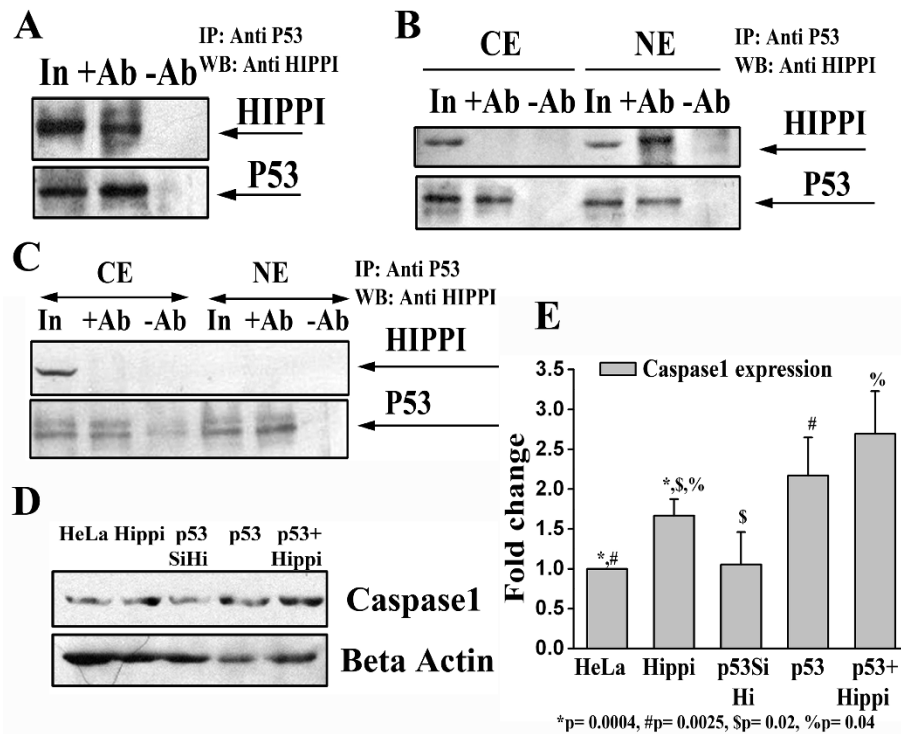 A
IP: Anti P53
WB: Anti HIPPI
In +Ab -Ab
HIPPI
P53
B
CE NE
IP: Anti P53
WB: Anti HIPPI
In +Ab -Ab In +Ab -Ab
HIPPI
P53
C
CE NE
IP: Anti P53
WB: Anti HIPPI
In +Ab -Ab In +Ab -Ab
HIPPI
P53
D
HeLa Hippi p53 SiHi p53 p53+ Hippi
Caspase1
Beta Actin
E
Caspase1 expression
Fold change
3.5
3.0
2.5
2.0
1.5
1.0
0.5
0.0
*,#
*,$,%
$
#
%
HeLa Hippi p53Si Hi p53 p53+ Hippi
*p= 0.0004, #p= 0.0025, $p= 0.02, %p= 0.04